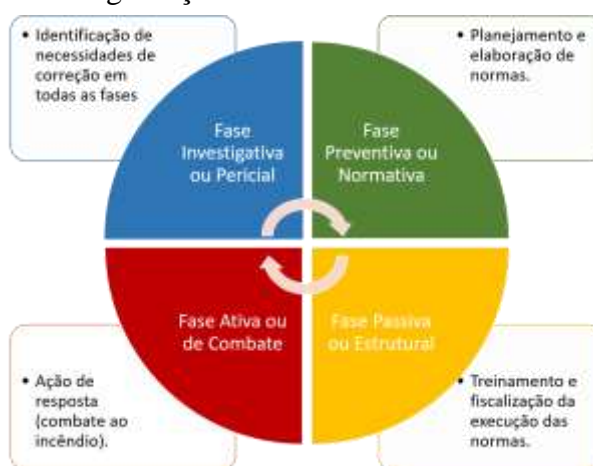 • Identificação de
necessidades de
correção em
todas as fases
• Planejamento e
elaboração de
normas.
Fase
Investigativa
ou Pericial
Fase
Preventiva ou
Normativa
Fase Ativa ou
de Combate
Fase Passiva
ou Estrutural
• Ação de
resposta
(combate ao
incêndio).
• Treinamento e
fiscalização da
execução das
normas.